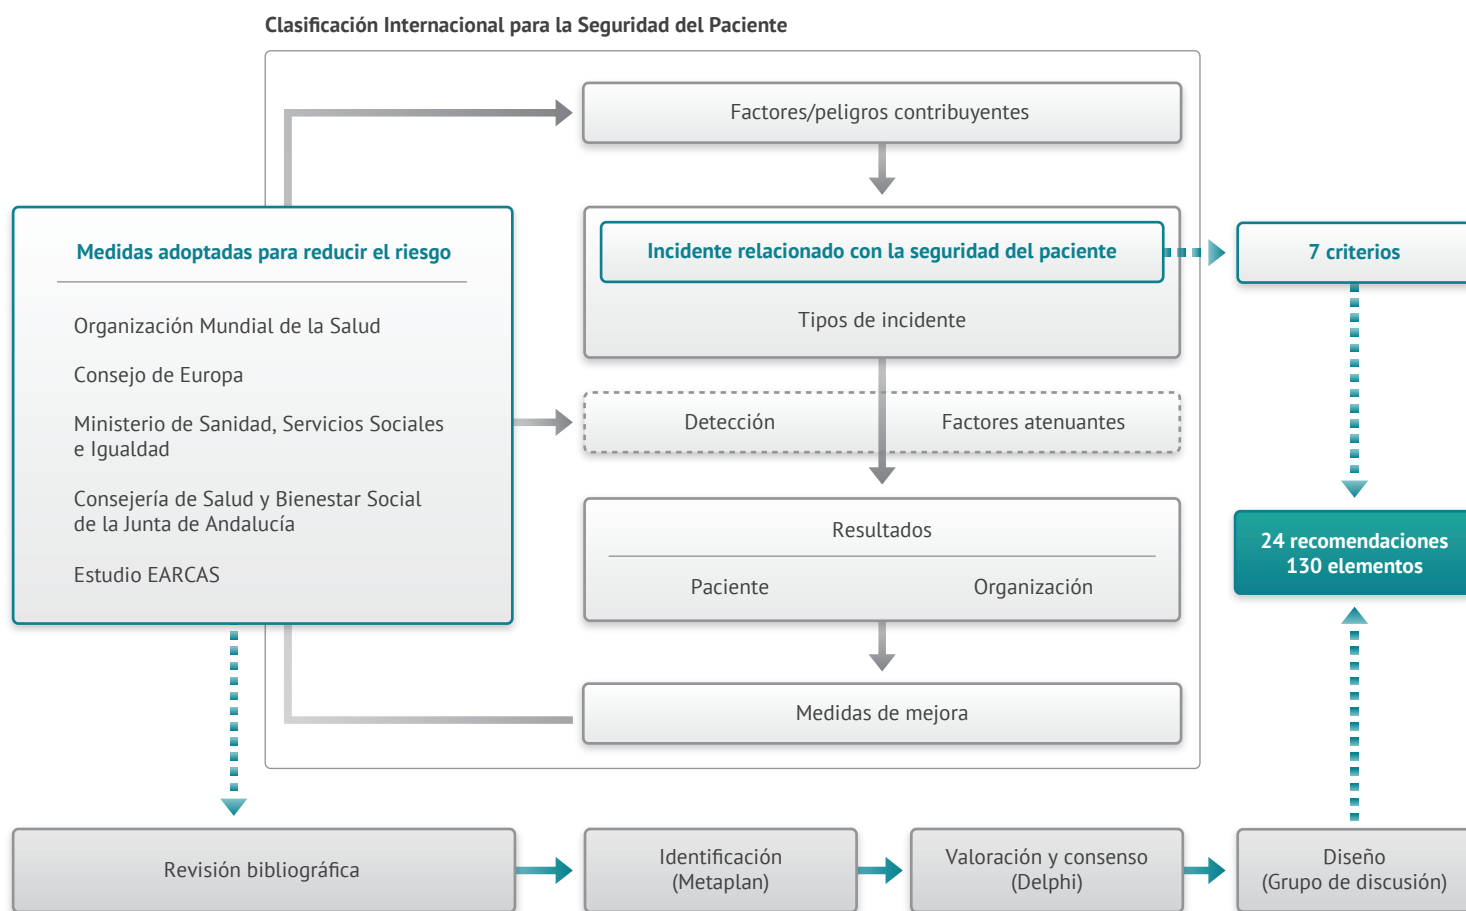 Clasificación Internacional para la Seguridad del Paciente
Factores/peligros contribuyentes
Medidas adoptadas para reducir el riesgo
Organización Mundial de la Salud
Consejo de Europa
Ministerio de Sanidad, Servicios Sociales
e Igualdad
Consejería de Salud y Bienestar Social
de la Junta de Andalucía
Estudio EARCAS
Incidente relacionado con la seguridad del paciente
Tipos de incidente
7 criterios
Detección
Factores atenuantes
Resultados
Paciente
Organización
24 recomendaciones
130 elementos
Medidas de mejora
Revisión bibliográfica
Identificación
(Metaplan)
Valoración y consenso
(Delphi)
Diseño
(Grupo de discusión)